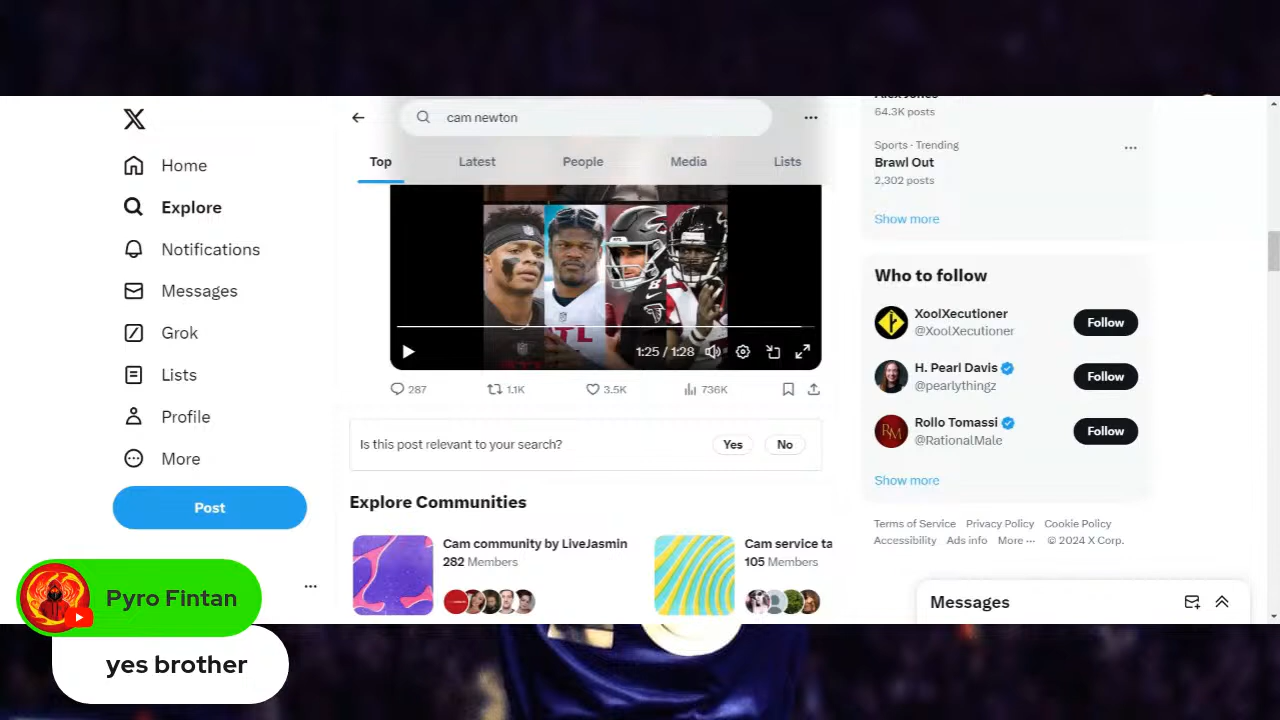 cam newton
Top
Latest
People
Media
Lists
Home
Explore
Notifications
Messages
Grok
Lists
Profile
More
Post
1:25 / 1:28
287
1.1K
3.5K
736K
Is this post relevant to your search?
Yes
No
Explore Communities
Cam community by LiveJasmin
282 Members
Cam service ta
105 Members
Alex Jones
64.3K posts
Sports · Trending
Brawl Out
2,302 posts
Show more
Who to follow
XoolXecutioner
@XoolXecutioner
Follow
H. Pearl Davis
@pearlythingz
Follow
Rollo Tomassi
@RationalMale
Follow
Show more
Terms of Service Privacy Policy Cookie Policy
Accessibility Ads info More ··· © 2024 X Corp.
Messages
Pyro Fintan
yes brother